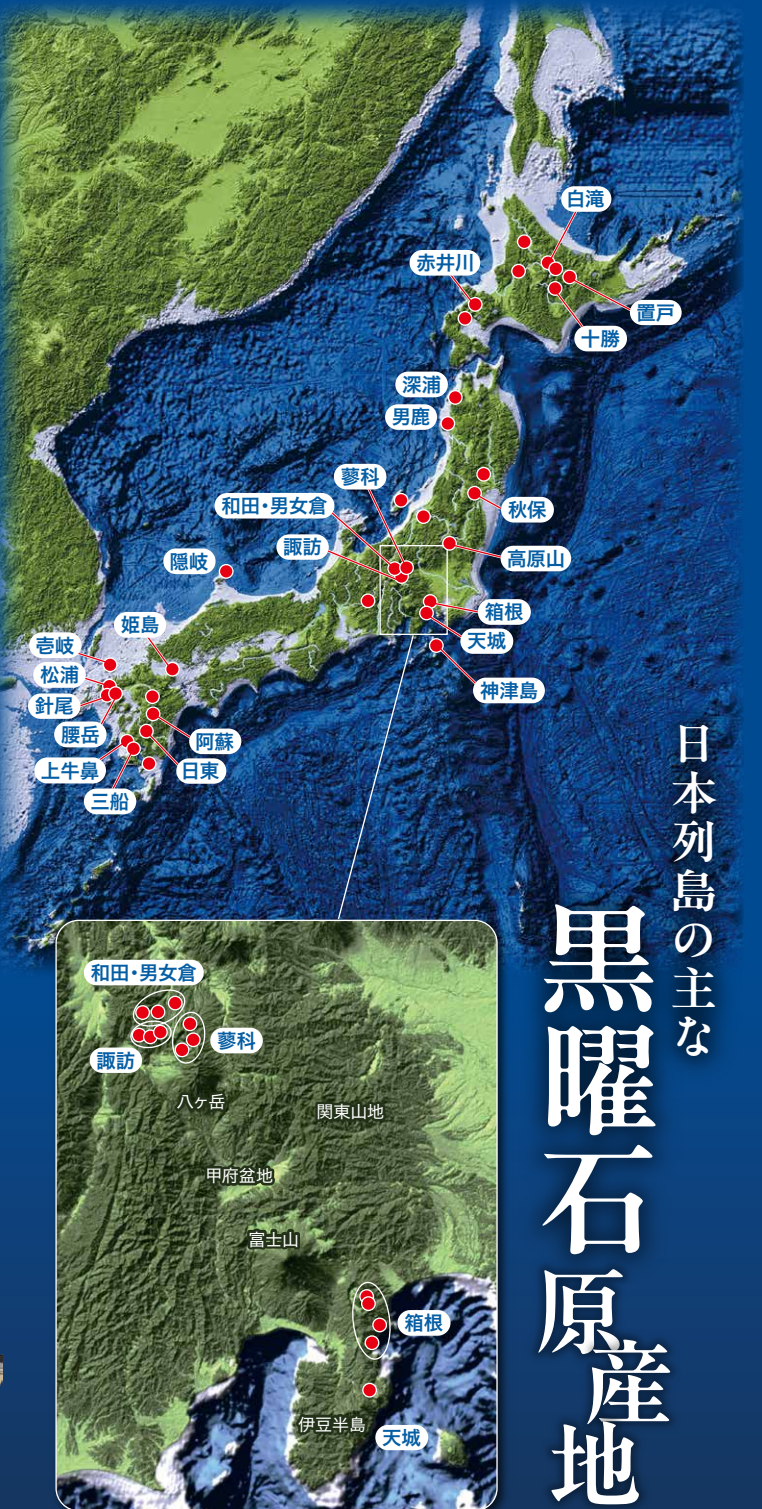 日本列島の主な
黒曜石原産地
白滝
赤井川
置戸
十勝
深浦
男鹿
蓼科
和田・男女倉
秋保
諏訪
高原山
隠岐
箱根
姫島
天城
壱岐
松浦
神津島
針尾
腰岳
阿蘇
上牛鼻
日東
三船
和田・男女倉
蓼科
諏訪
八ヶ岳
関東山地
甲府盆地
富士山
箱根
伊豆半島
天城